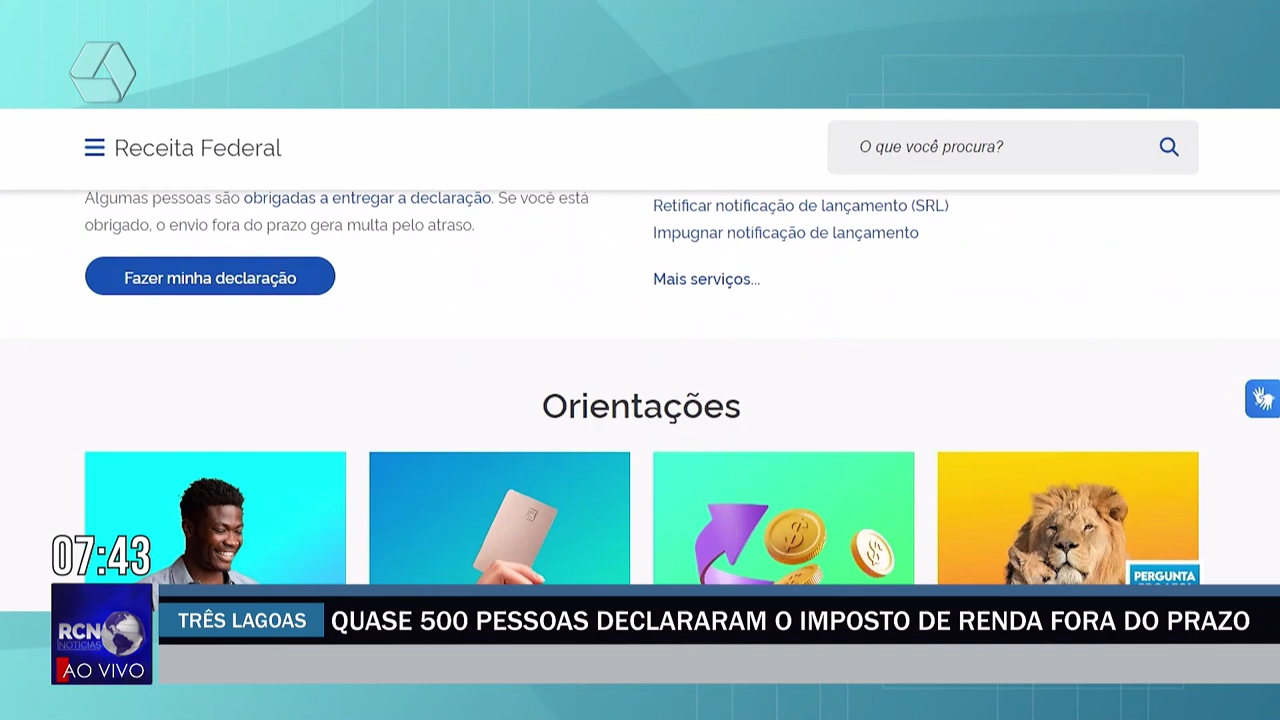 Receita Federal
O que você procura?
Algumas pessoas são obrigadas a entregar a declaração. Se você está
obrigado, o envio fora do prazo gera multa pelo atraso.
Fazer minha declaração
Retificar notificação de lançamento (SRL)
Impugnar notificação de lançamento
Mais serviços...
Orientações
PERGUNTA
07:43
RCN
NOTÍCIAS
AO VIVO
TRÊS LAGOAS
QUASE 500 PESSOAS DECLARARAM O IMPOSTO DE RENDA FORA DO PRAZO